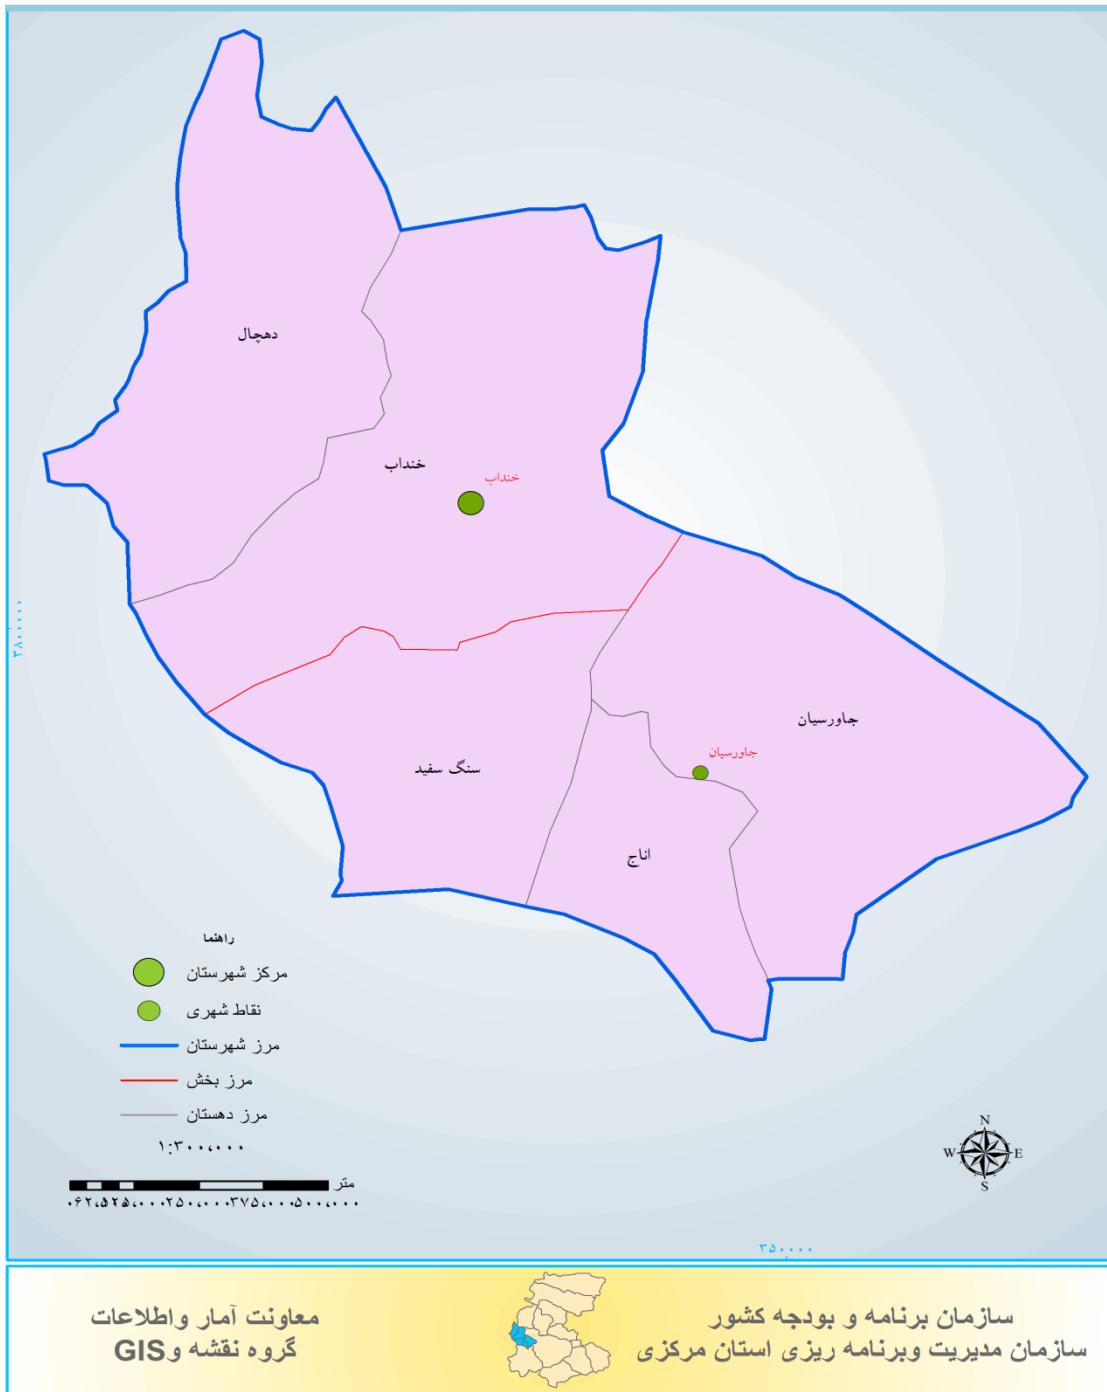 دهچال
خنداب
خنداب
جاورسیان
جاورسیان
سنگ سفید
اناج
۳۸۰۰۰۰۰
راهنما
مرکز شهرستان
نقاط شهری
مرز شهرستان
مرز بخش
مرز دهستان
۱:۳۰۰،۰۰۰
متر
N
W
E
S
۳۵۰۰۰۰
سازمان برنامه و بودجه کشور
سازمان مدیریت وبرنامه ریزی استان مرکزی
معاونت آمار واطلاعات
گروه نقشه وGIS